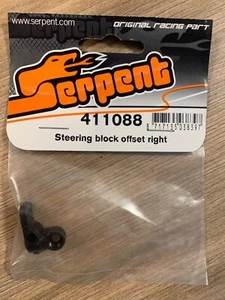 www.serpent.com
ORIGINAL RACING PART
Serpent
411088
Steering block offset right